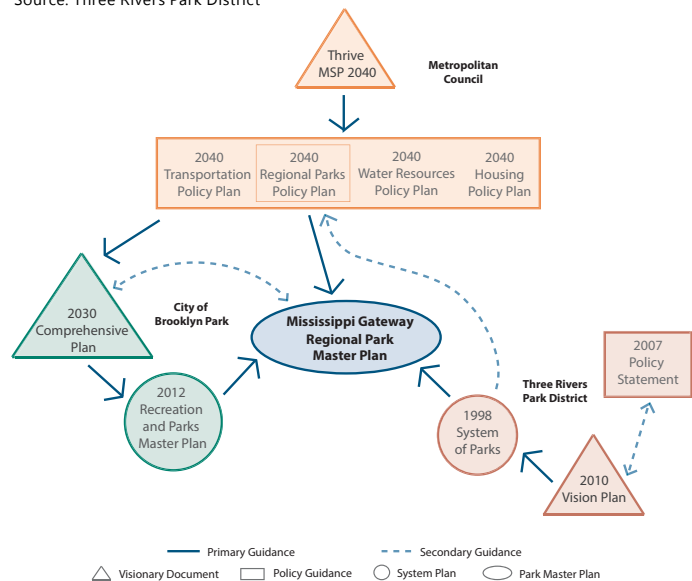 Source: Three Rivers Park District
Thrive
MSP 2040
Metropolitan
Council
2040
Transportation
Policy Plan
2040
Regional Parks
Policy Plan
2040
Water Resources
Policy Plan
2040
Housing
Policy Plan
2030
Comprehensive
Plan
City of
Brooklyn Park
Mississippi Gateway
Regional Park
Master Plan
2007
Policy
Statement
2012
Recreation
and Parks
Master Plan
1998
System
of Parks
Three Rivers
Park District
2010
Vision Plan
Primary Guidance
Secondary Guidance
Visionary Document
Policy Guidance
System Plan
Park Master Plan